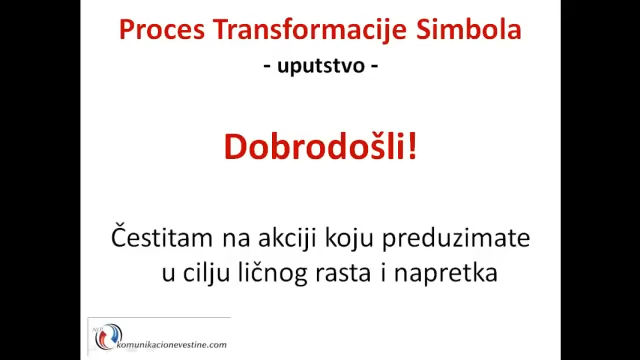 Proces Transformacije Simbola
- uputstvo -
Dobrodošli!
Čestitam na akciji koju preduzimate
u cilju ličnog rasta i napretka
komunikacionevestine.com